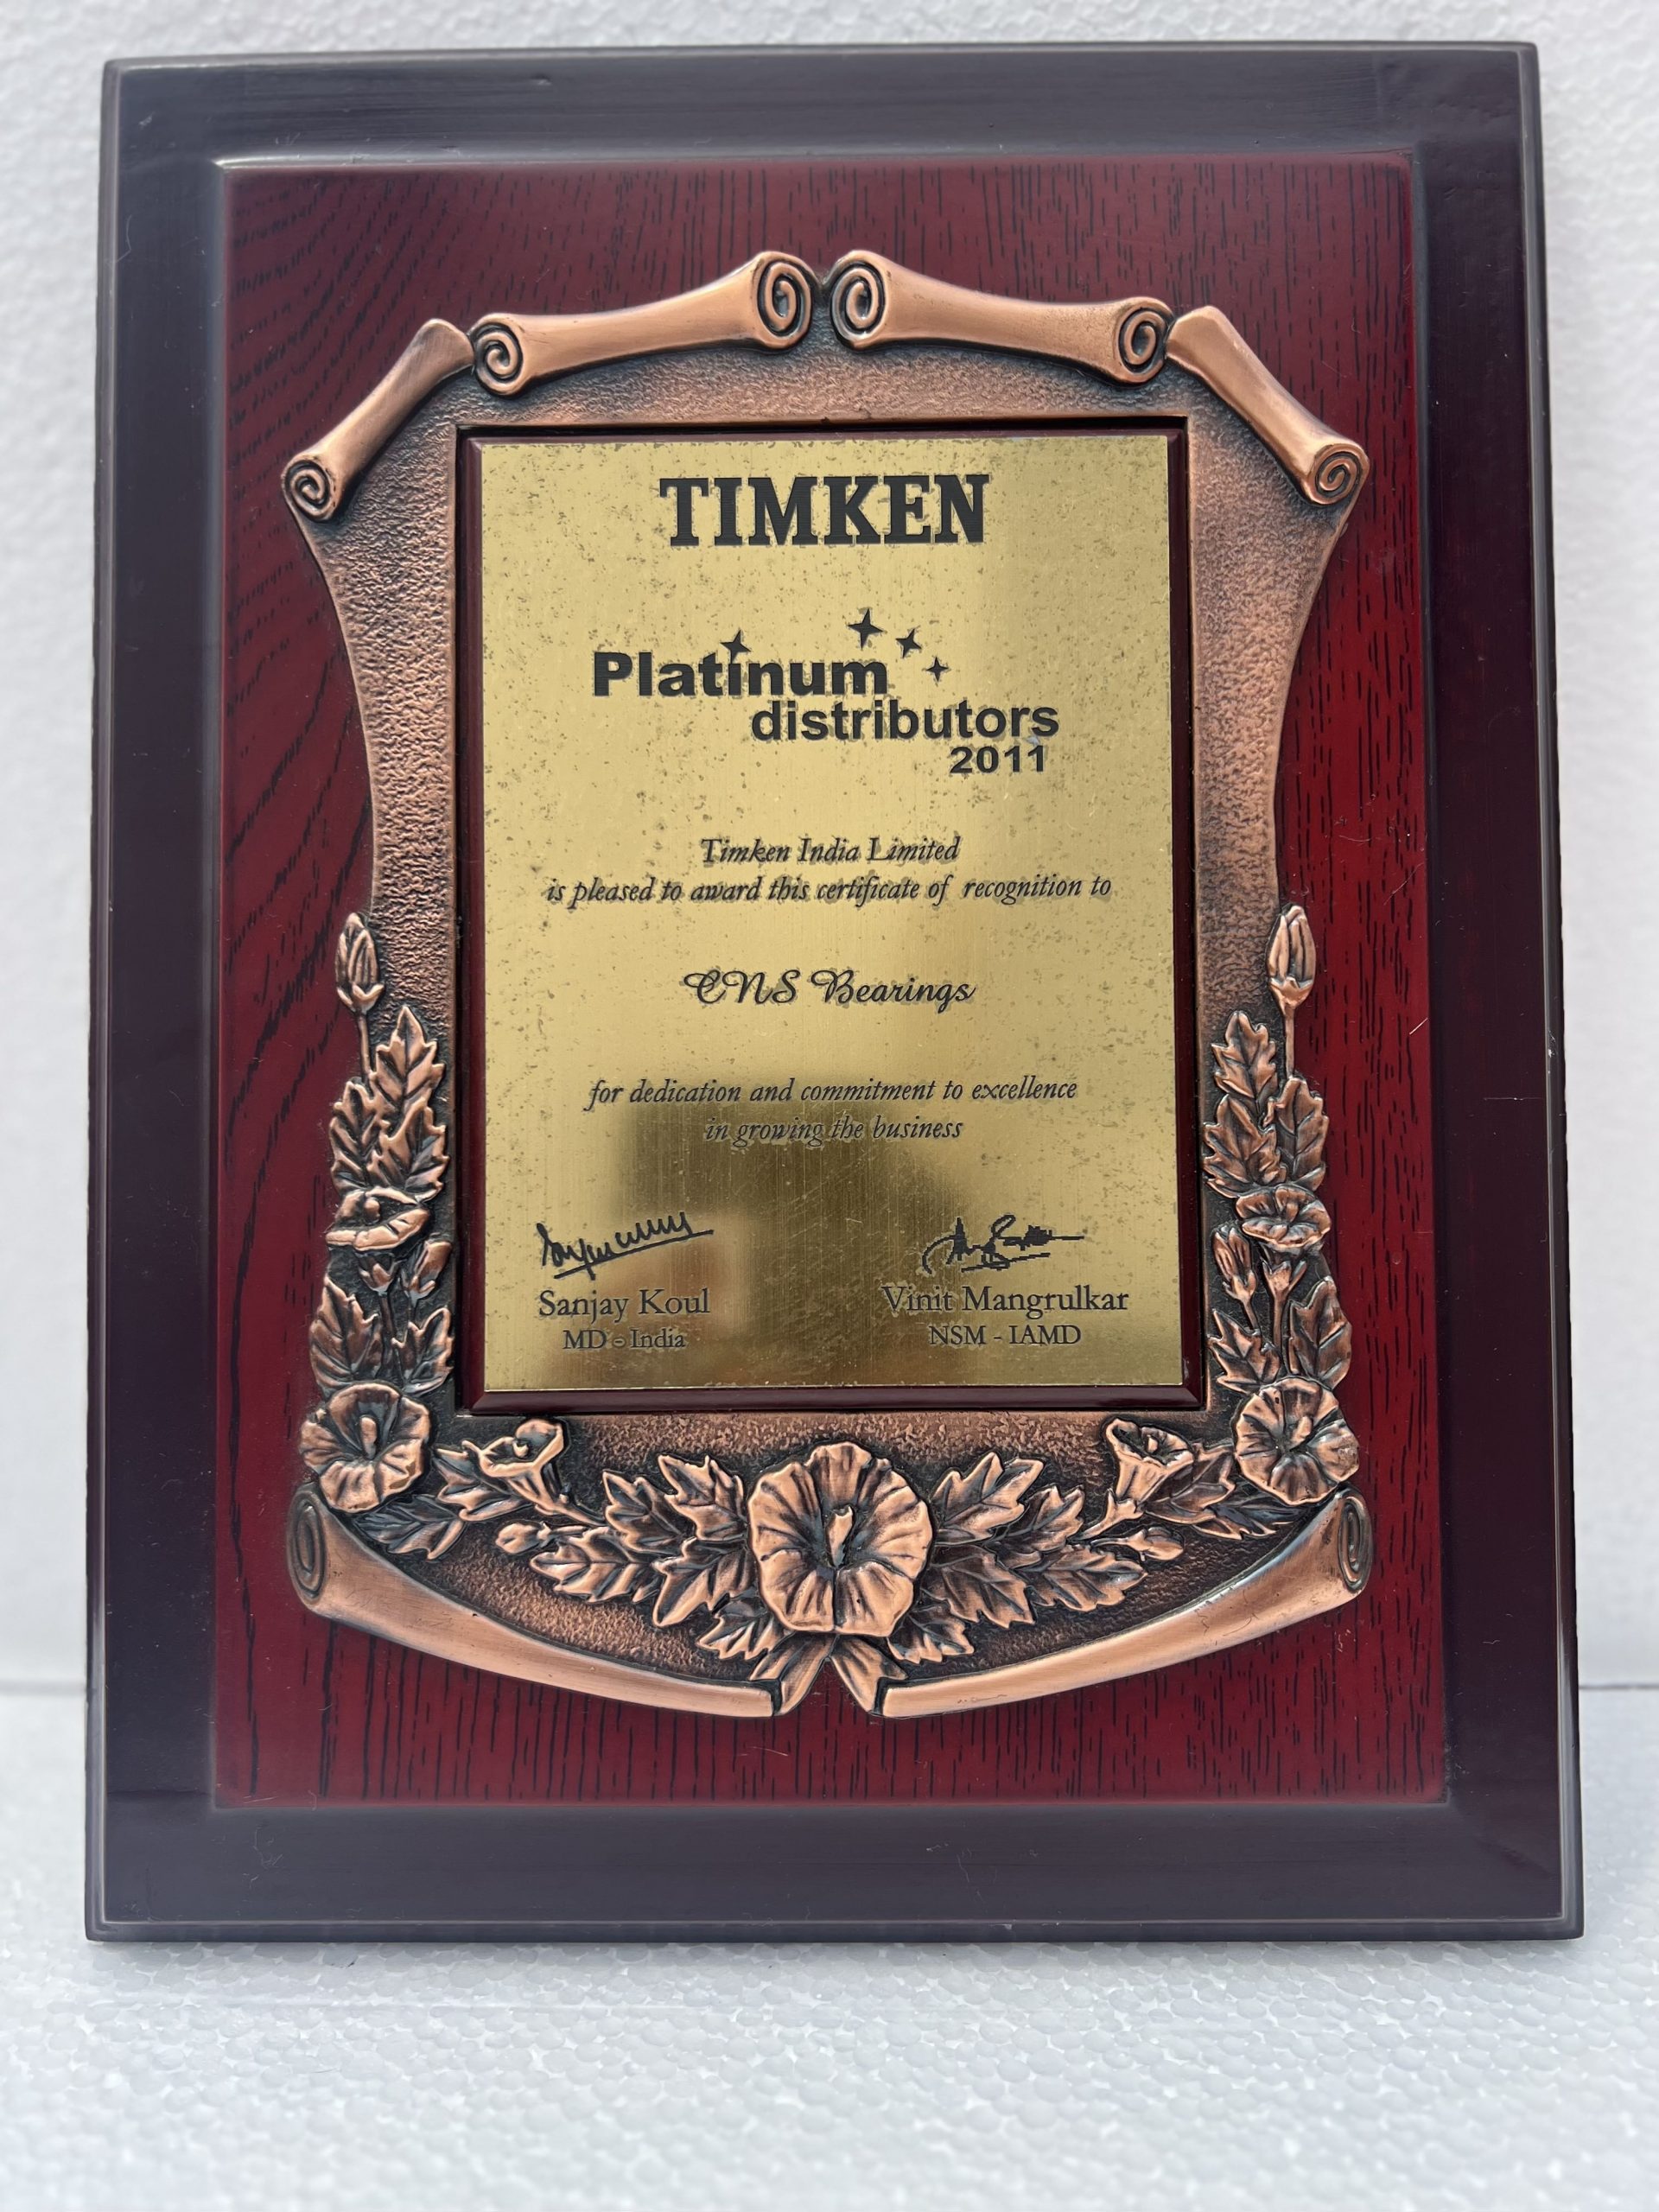 TIMKEN
Platinum
distributors
2011
Timken India Limited
is pleased to award this certificate of recognition to
CNS Bearings
for dedication and commitment to excellence
in growing the business
Sanjay Koul
MD - India
Vinit Mangrulkar
NSM - IAMD